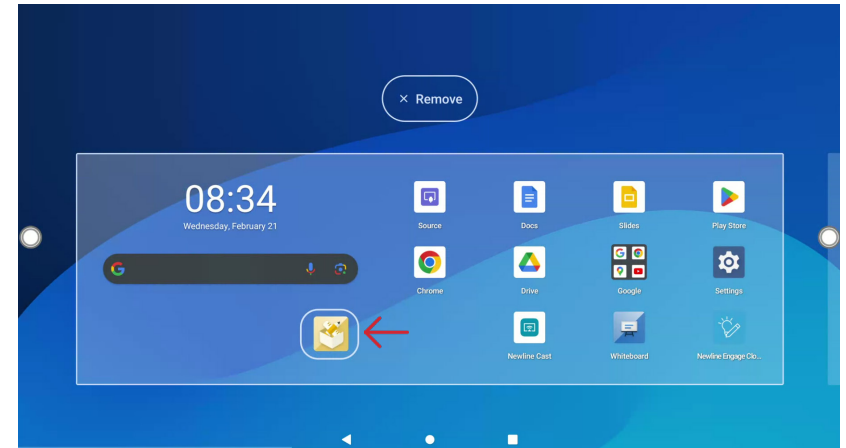 × Remove
08:34
Wednesday, February 21
Source
Docs
Slides
Play Store
Chrome
Drive
Google
Settings
Newline Cast
Whiteboard
Newline Engage Clo...